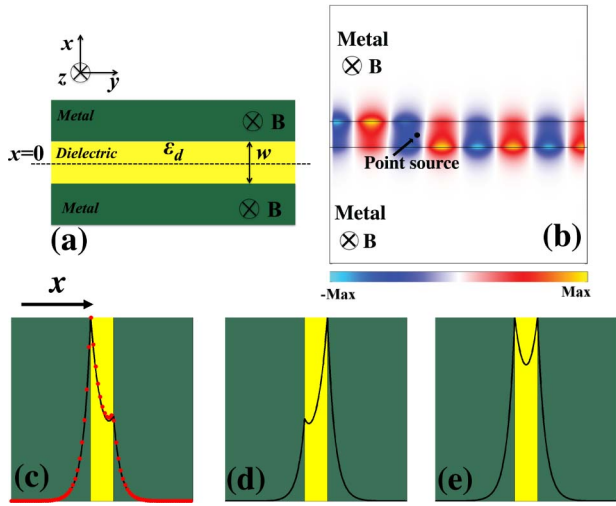 x
z
y
Metal
B
x=0
Dielectric
ε_d
w
Metal
B
(a)
Metal
B
Point source
Metal
B
(b)
-Max
Max
x
(c)
(d)
(e)